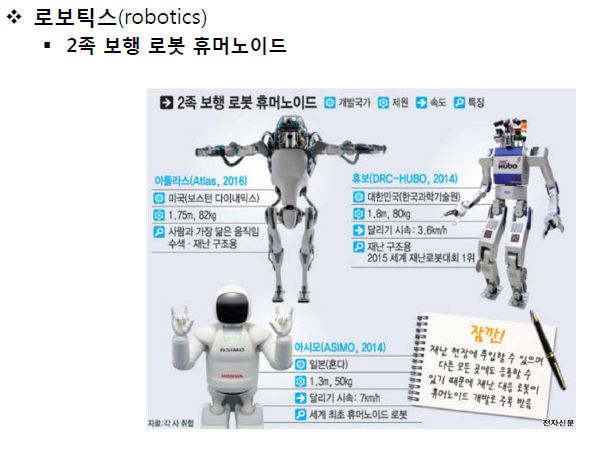 ❖ 로보틱스(robotics)
▪ 2족 보행 로봇 휴머노이드
2족 보행 로봇 휴머노이드 개발국가 제원 속도 특징
아틀라스(Atlas, 2016)
미국(보스턴 다이내믹스)
1.75m, 82kg
사람과 가장 닮은 움직임
수색·재난 구조용
휴보(DRC-HUBO, 2014)
대한민국(한국과학기술원)
1.8m, 80kg
달리기 시속: 3.6km/h
재난 구조용
2015 세계 재난로봇대회 1위
HUBO
ASIMO
HONDA
아시모(ASIMO, 2014)
일본(혼다)
1.3m, 50kg
달리기 시속: 7km/h
세계 최초 휴머노이드 로봇
잠깐!
재난 현장에 투입할 수 있으며
다른 모든 곳에도 응용할 수
있기 때문에 재난 대응 로봇이
휴머노이드 개발로 주목 받음
자료:각 사 취합
전자신문